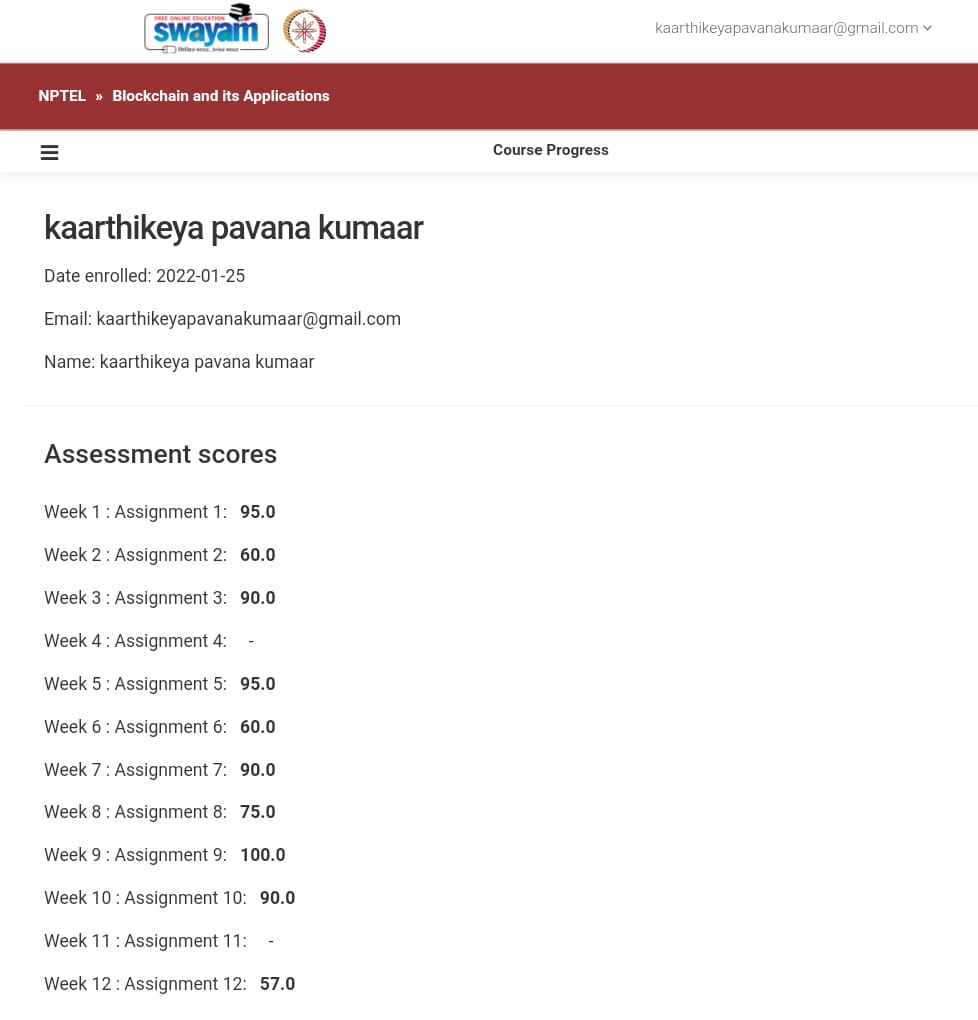 FREE ONLINE EDUCATION
swayam
kaarthikeyapavanakumaar@gmail.com
NPTEL » Blockchain and its Applications
Course Progress
kaarthikeya pavana kumaar
Date enrolled: 2022-01-25
Email: kaarthikeyapavanakumaar@gmail.com
Name: kaarthikeya pavana kumaar
Assessment scores
Week 1 : Assignment 1: 95.0
Week 2 : Assignment 2: 60.0
Week 3 : Assignment 3: 90.0
Week 4 : Assignment 4: -
Week 5 : Assignment 5: 95.0
Week 6 : Assignment 6: 60.0
Week 7 : Assignment 7: 90.0
Week 8 : Assignment 8: 75.0
Week 9 : Assignment 9: 100.0
Week 10 : Assignment 10: 90.0
Week 11 : Assignment 11: -
Week 12 : Assignment 12: 57.0